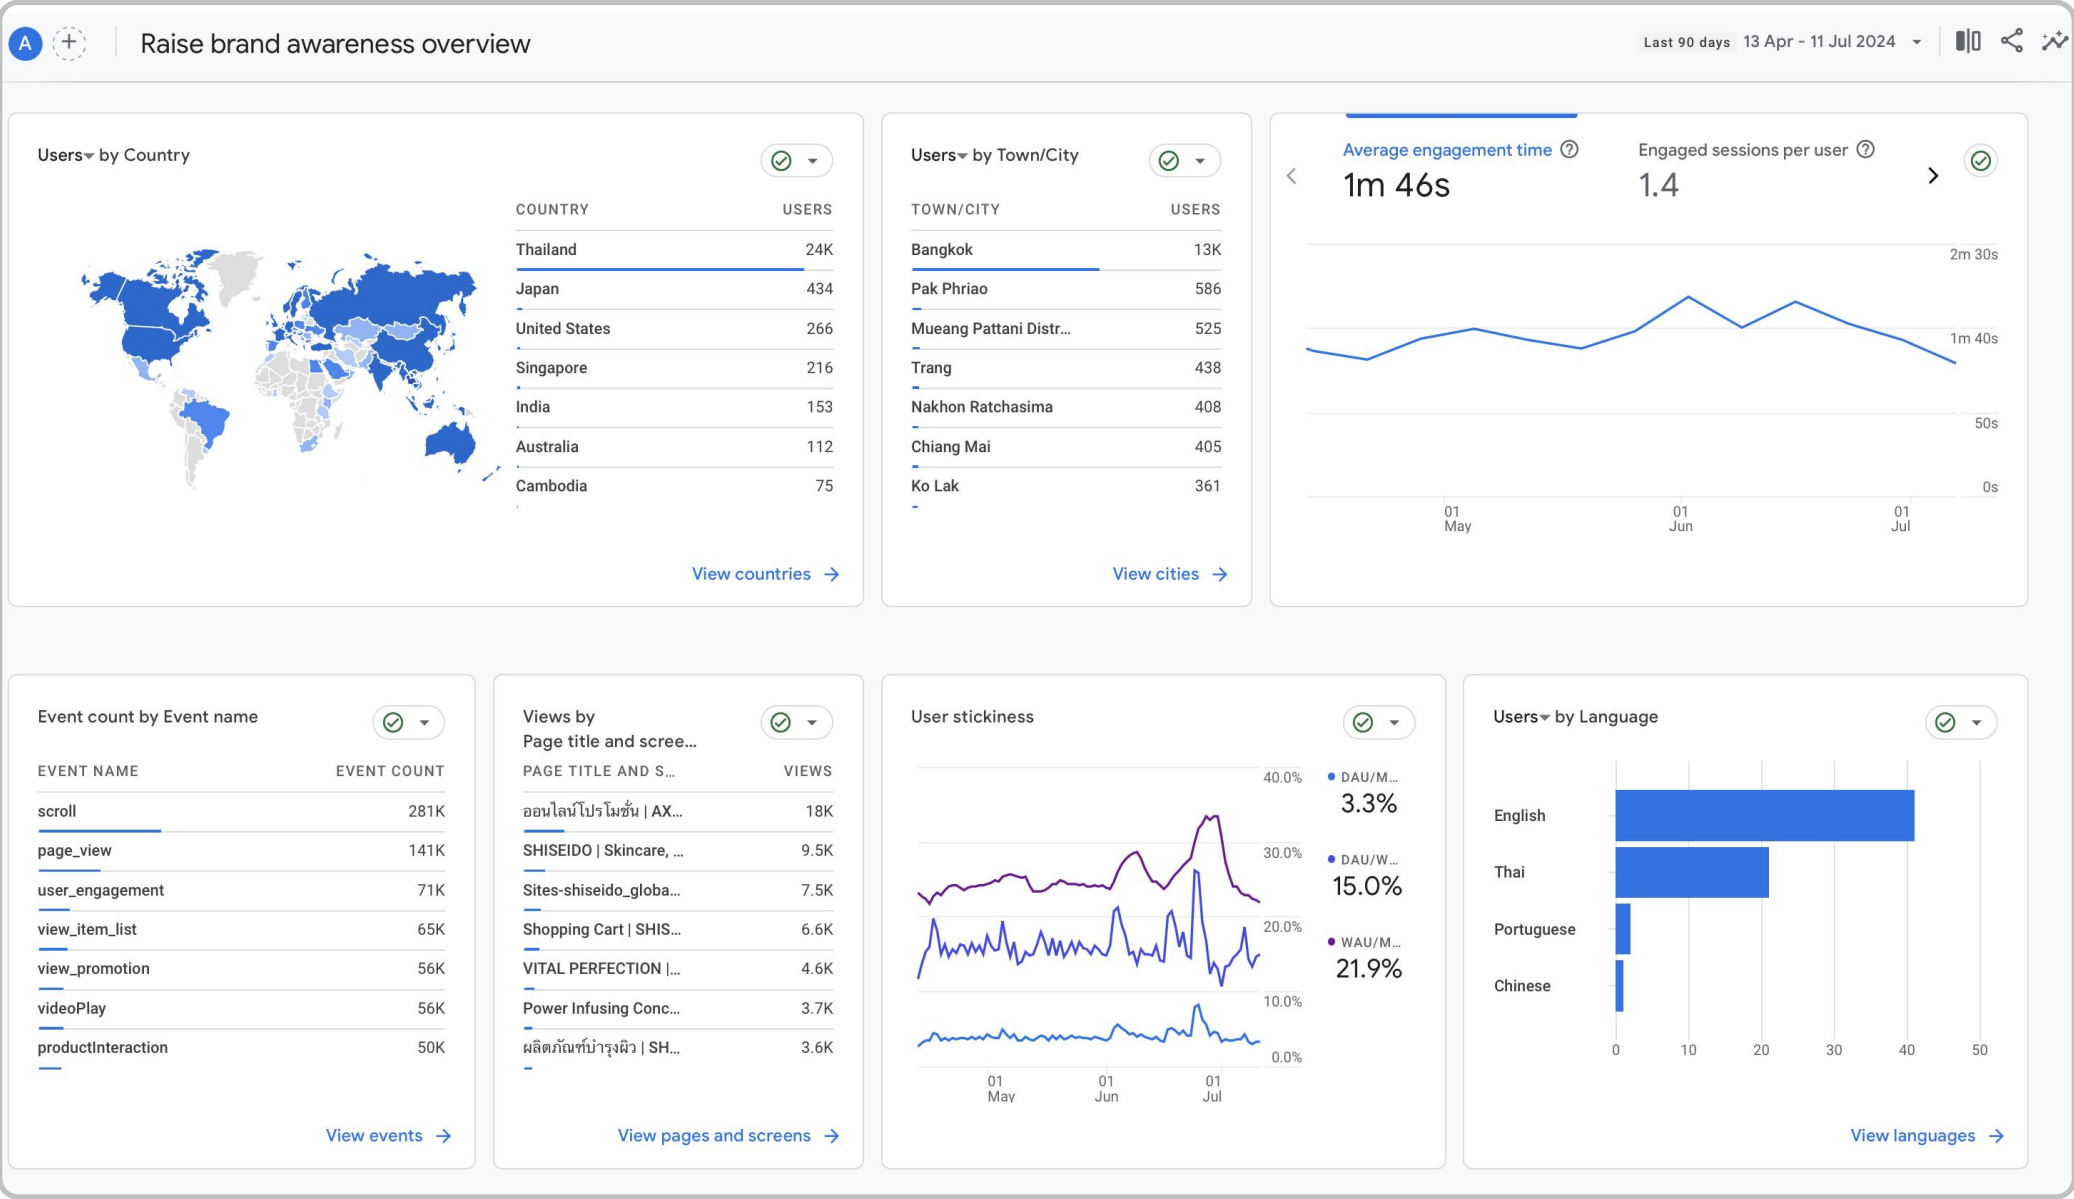 A
Raise brand awareness overview
Last 90 days 13 Apr - 11 Jul 2024
Users by Country
COUNTRY USERS
Thailand 24K
Japan 434
United States 266
Singapore 216
India 153
Australia 112
Cambodia 75
View countries
Users by Town/City
TOWN/CITY USERS
Bangkok 13K
Pak Phriao 586
Mueang Pattani Distr... 525
Trang 438
Nakhon Ratchasima 408
Chiang Mai 405
Ko Lak 361
View cities
Average engagement time
1m 46s
Engaged sessions per user
1.4
2m 30s
1m 40s
50s
0s
01 01 01
May Jun Jul
Event count by Event name
EVENT NAME EVENT COUNT
scroll 281K
page_view 141K
user_engagement 71K
view_item_list 65K
view_promotion 56K
videoPlay 56K
productInteraction 50K
View events
Views by
Page title and scree...
PAGE TITLE AND S... VIEWS
ออนไลน์โปรโมชั่น | AX... 18K
SHISEIDO | Skincare, ... 9.5K
Sites-shiseido_globa... 7.5K
Shopping Cart | SHIS... 6.6K
VITAL PERFECTION |... 4.6K
Power Infusing Conc... 3.7K
ผลิตภัณฑ์บำรุงผิว | SH... 3.6K
View pages and screens
User stickiness
40.0%
30.0%
20.0%
10.0%
0.0%
01 01 01
May Jun Jul
DAU/M...
3.3%
DAU/W...
15.0%
WAU/M...
21.9%
Users by Language
English
Thai
Portuguese
Chinese
0 10 20 30 40 50
View languages